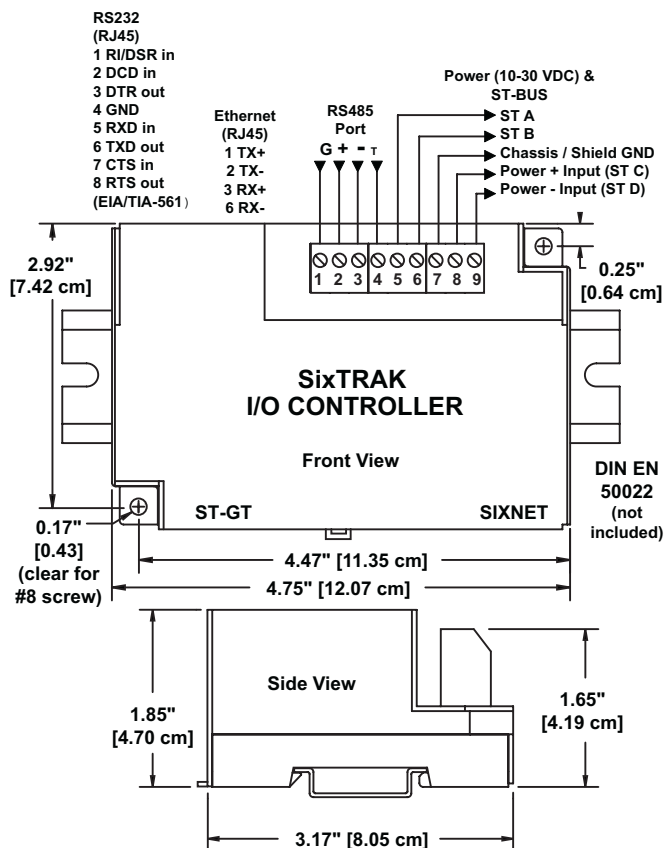 RS232
(RJ45)
1 RI/DSR in
2 DCD in
3 DTR out
4 GND
5 RXD in
6 TXD out
7 CTS in
8 RTS out
(EIA/TIA-561)
Ethernet
(RJ45)
1 TX+
2 TX-
3 RX+
6 RX-
RS485
Port
G + - T
Power (10-30 VDC) &
ST-BUS
ST A
ST B
Chassis / Shield GND
Power + Input (ST C)
Power - Input (ST D)
1 2 3 4 5 6 7 8 9
2.92"
[7.42 cm]
0.25"
[0.64 cm]
SixTRAK
I/O CONTROLLER
Front View
ST-GT
SIXNET
DIN EN
50022
(not
included)
0.17"
[0.43]
(clear for
#8 screw)
4.47" [11.35 cm]
4.75" [12.07 cm]
Side View
1.85"
[4.70 cm]
1.65"
[4.19 cm]
3.17" [8.05 cm]